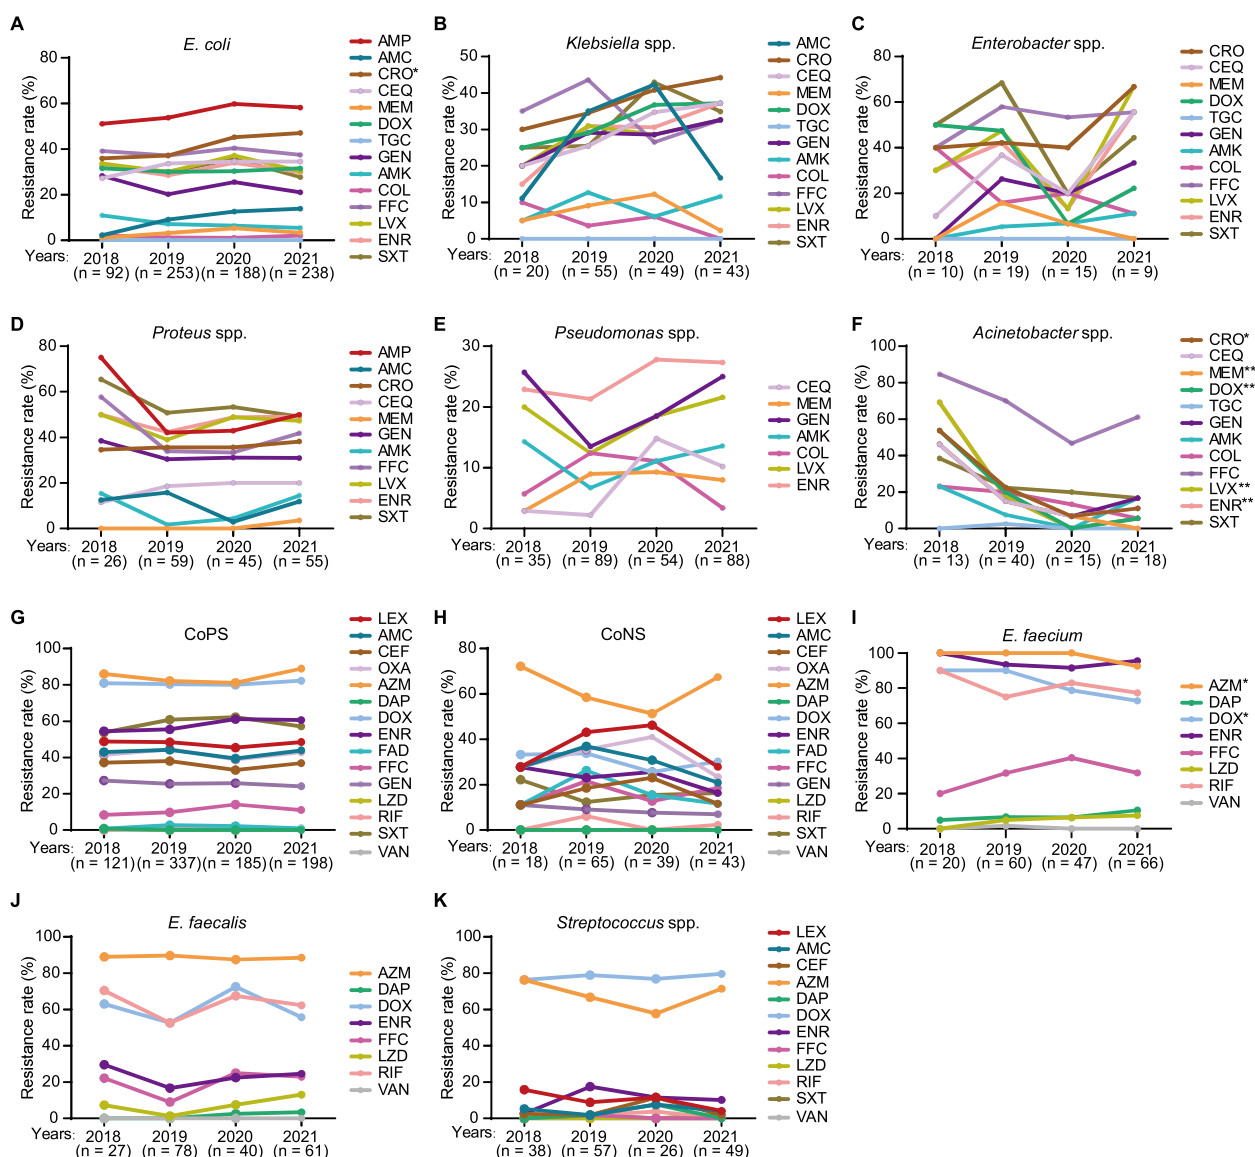 A
E. coli
Resistance rate (%)
80
60
40
20
0
Years: 2018 2019 2020 2021
(n = 92) (n = 253) (n = 188) (n = 238)
AMP
AMC
CRO*
CEQ
MEM
DOX
TGC
GEN
AMK
COL
FFC
LVX
ENR
SXT
B
Klebsiella spp.
Resistance rate (%)
50
40
30
20
10
0
Years: 2018 2019 2020 2021
(n = 20) (n = 55) (n = 49) (n = 43)
AMC
CRO
CEQ
MEM
DOX
TGC
GEN
AMK
COL
FFC
LVX
ENR
SXT
C
Enterobacter spp.
Resistance rate (%)
80
60
40
20
0
Years: 2018 2019 2020 2021
(n = 10) (n = 19) (n = 15) (n = 9)
CRO
CEQ
MEM
DOX
TGC
GEN
AMK
COL
FFC
LVX
ENR
SXT
D
Proteus spp.
Resistance rate (%)
80
60
40
20
0
Years: 2018 2019 2020 2021
(n = 26) (n = 59) (n = 45) (n = 55)
AMP
AMC
CRO
CEQ
MEM
GEN
AMK
FFC
LVX
ENR
SXT
E
Pseudomonas spp.
Resistance rate (%)
30
20
10
0
Years: 2018 2019 2020 2021
(n = 35) (n = 89) (n = 54) (n = 88)
CEQ
MEM
GEN
AMK
COL
LVX
ENR
F
Acinetobacter spp.
Resistance rate (%)
100
80
60
40
20
0
Years: 2018 2019 2020 2021
(n = 13) (n = 40) (n = 15) (n = 18)
CRO*
CEQ
MEM**
DOX**
TGC
GEN
AMK
COL
FFC
LVX**
ENR**
SXT
G
CoPS
Resistance rate (%)
100
80
60
40
20
0
Years: 2018 2019 2020 2021
(n = 121) (n = 337) (n = 185) (n = 198)
LEX
AMC
CEF
OXA
AZM
DAP
DOX
ENR
FAD
FFC
GEN
LZD
RIF
SXT
VAN
H
CoNS
Resistance rate (%)
80
60
40
20
0
Years: 2018 2019 2020 2021
(n = 18) (n = 65) (n = 39) (n = 43)
LEX
AMC
CEF
OXA
AZM
DAP
DOX
ENR
FAD
FFC
GEN
LZD
RIF
SXT
VAN
I
E. faecium
Resistance rate (%)
100
80
60
40
20
0
Years: 2018 2019 2020 2021
(n = 20) (n = 60) (n = 47) (n = 66)
AZM*
DAP
DOX*
ENR
FFC
LZD
RIF
VAN
J
E. faecalis
Resistance rate (%)
100
80
60
40
20
0
Years: 2018 2019 2020 2021
(n = 27) (n = 78) (n = 40) (n = 61)
AZM
DAP
DOX
ENR
FFC
LZD
RIF
VAN
K
Streptococcus spp.
Resistance rate (%)
100
80
60
40
20
0
Years: 2018 2019 2020 2021
(n = 38) (n = 57) (n = 26) (n = 49)
LEX
AMC
CEF
AZM
DAP
DOX
ENR
FFC
LZD
RIF
SXT
VAN